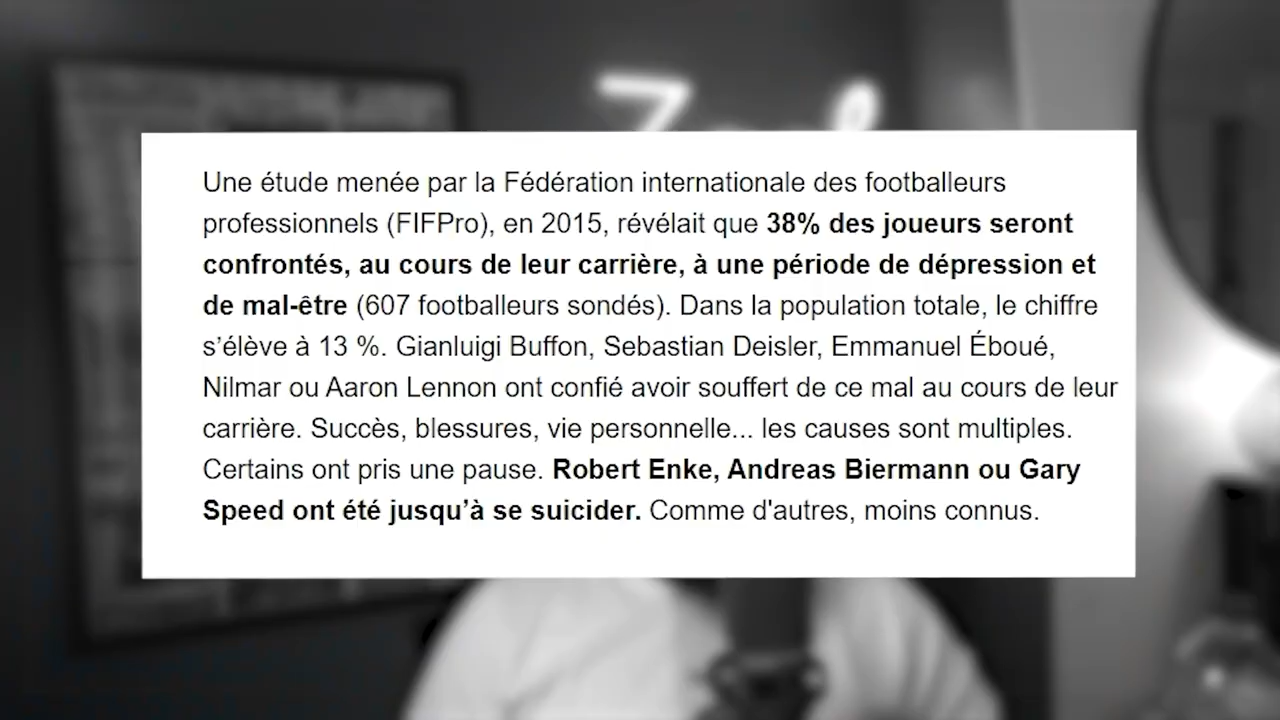 Une étude menée par la Fédération internationale des footballeurs
professionnels (FIFPro), en 2015, révélait que 38% des joueurs seront
confrontés, au cours de leur carrière, à une période de dépression et
de mal-être (607 footballeurs sondés). Dans la population totale, le chiffre
s’élève à 13 %. Gianluigi Buffon, Sebastian Deisler, Emmanuel Éboué,
Nilmar ou Aaron Lennon ont confié avoir souffert de ce mal au cours de leur
carrière. Succès, blessures, vie personnelle... les causes sont multiples.
Certains ont pris une pause. Robert Enke, Andreas Biermann ou Gary
Speed ont été jusqu’à se suicider. Comme d'autres, moins connus.